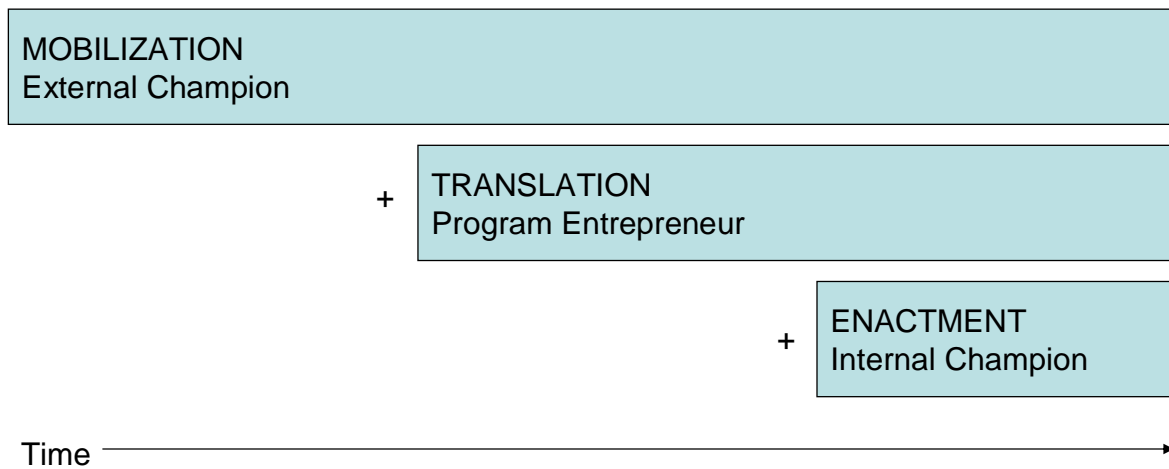 MOBILIZATION
External Champion
+
TRANSLATION
Program Entrepreneur
+
ENACTMENT
Internal Champion
Time